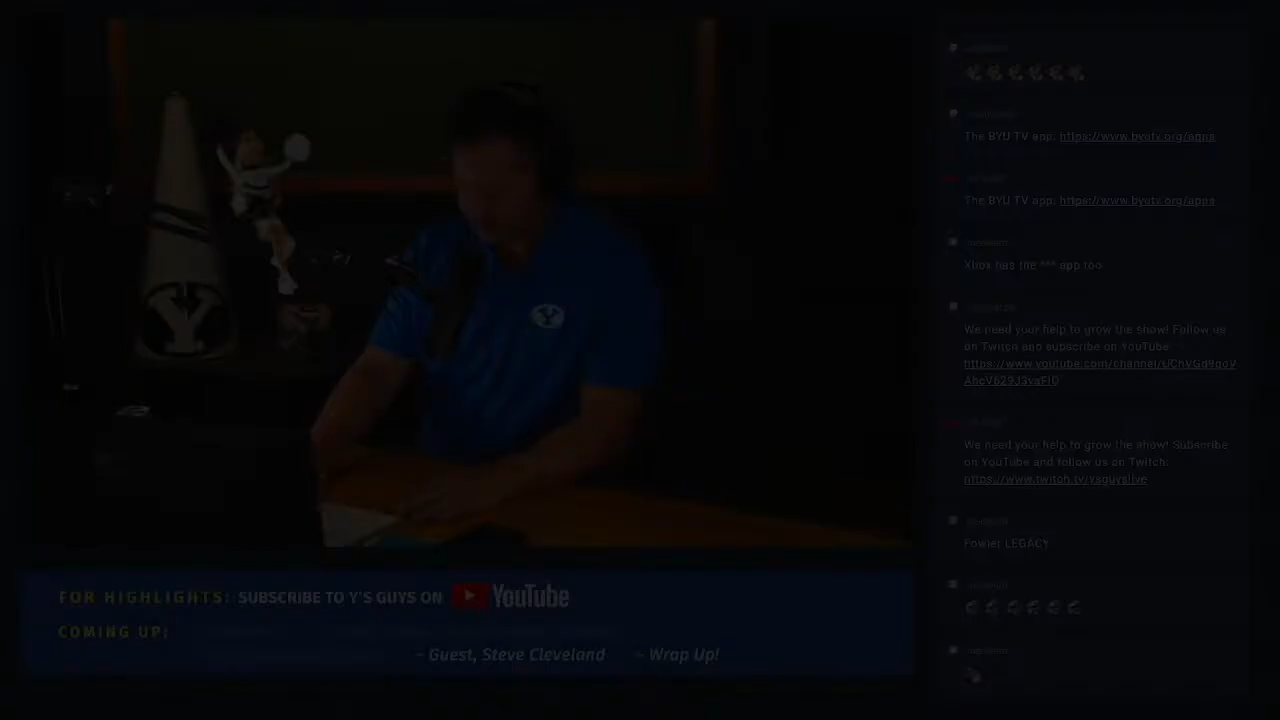 Y
Y
FOR HIGHLIGHTS: SUBSCRIBE TO Y'S GUYS ON YouTube
COMING UP:
~ Guest, Steve Cleveland ~ Wrap Up!
The BYU TV app: https://www.byutv.org/apps
The BYU TV app: https://www.byutv.org/apps
Xbox has the *** app too
We need your help to grow the show! Follow us
on Twitch and subscribe on YouTube:
We need your help to grow the show! Subscribe
on YouTube and follow us on Twitch:
https://www.twitch.tv/ysguyslive
Fowler LEGACY